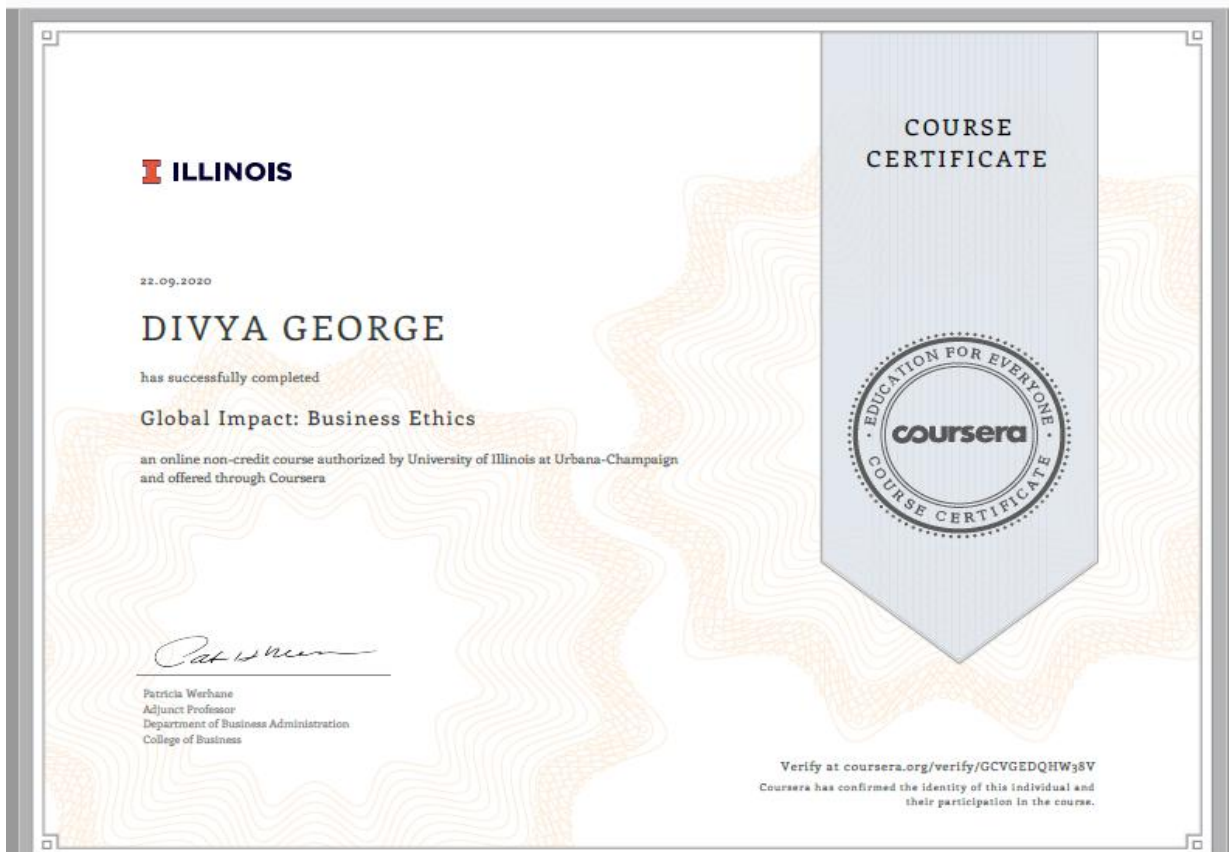 ILLINOIS
22.09.2020
DIVYA GEORGE
has successfully completed
Global Impact: Business Ethics
an online non-credit course authorized by University of Illinois at Urbana-Champaign
and offered through Coursera
Patricia Werhane
Adjunct Professor
Department of Business Administration
College of Business
COURSE
CERTIFICATE
EDUCATION FOR EVERYONE
coursera
COURSE CERTIFICATE
Verify at coursera.org/verify/GCVGEDQHW38V
Coursera has confirmed the identity of this individual and
their participation in the course.